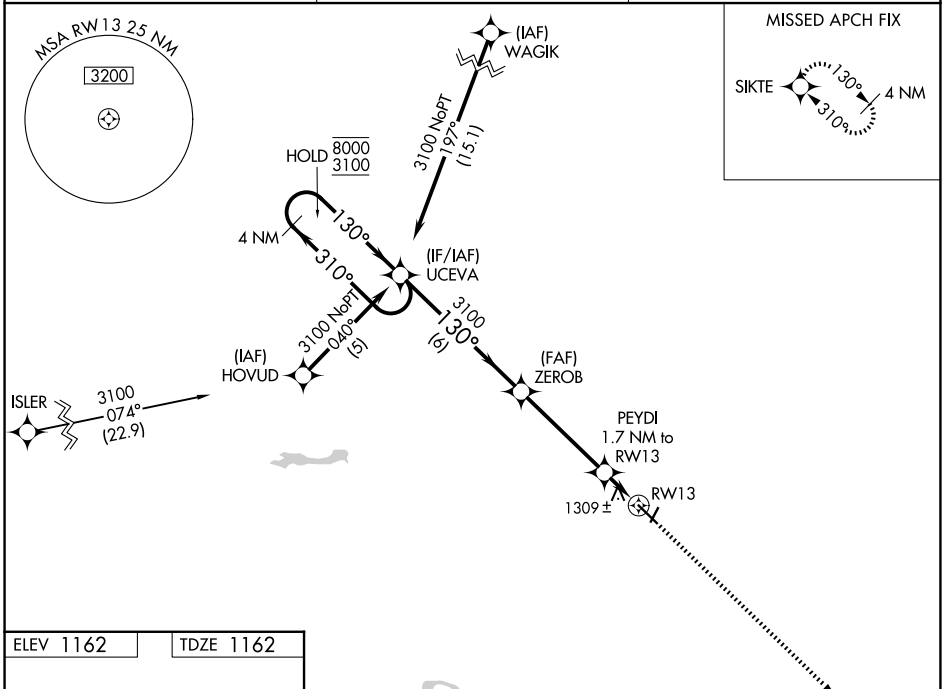 MSA RW13 25 NM
3200
(IAF)
WAGIK
3100 NoPT
197°
(15.1)
MISSED APCH FIX
SIKTE
130°
310°
4 NM
HOLD
8000
3100
130°
4 NM
310°
(IF/IAF)
UCEVA
3100 NoPT
040°
(5)
3100
130°
(6)
(IAF)
HOVUD
(FAF)
ZEROB
ISLER
3100
074°
(22.9)
PEYDI
1.7 NM to
RW13
1309 ±
RW13
ELEV 1162
TDZE 1162